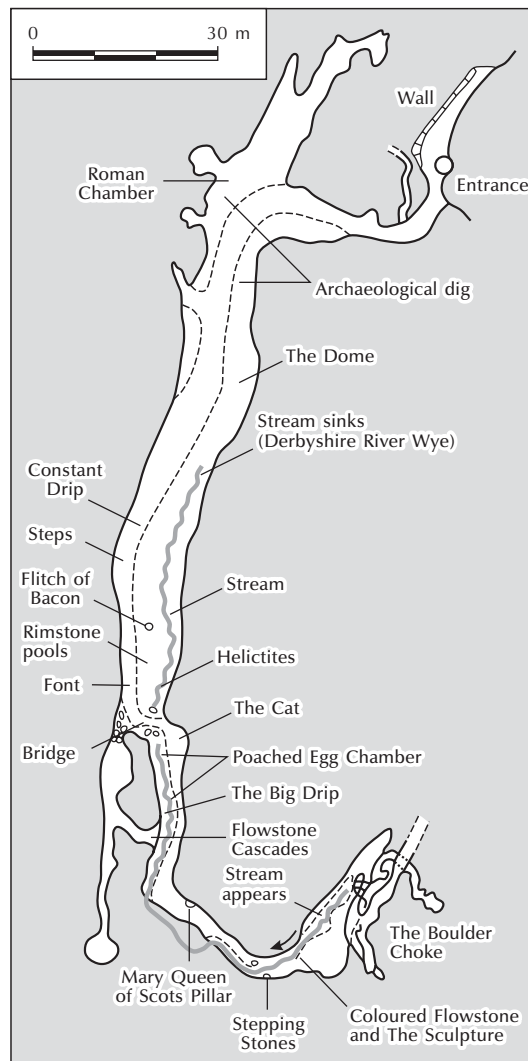 0
30 m
Wall
Roman
Chamber
Entrance
Archaeological dig
The Dome
Stream sinks
(Derbyshire River Wye)
Constant
Drip
Steps
Flitch of
Bacon
Stream
Rimstone
pools
Helictites
Font
The Cat
Bridge
Poached Egg Chamber
The Big Drip
Flowstone
Cascades
Stream
appears
The Boulder
Choke
Mary Queen
of Scots Pillar
Stepping
Stones
Coloured Flowstone
and The Sculpture